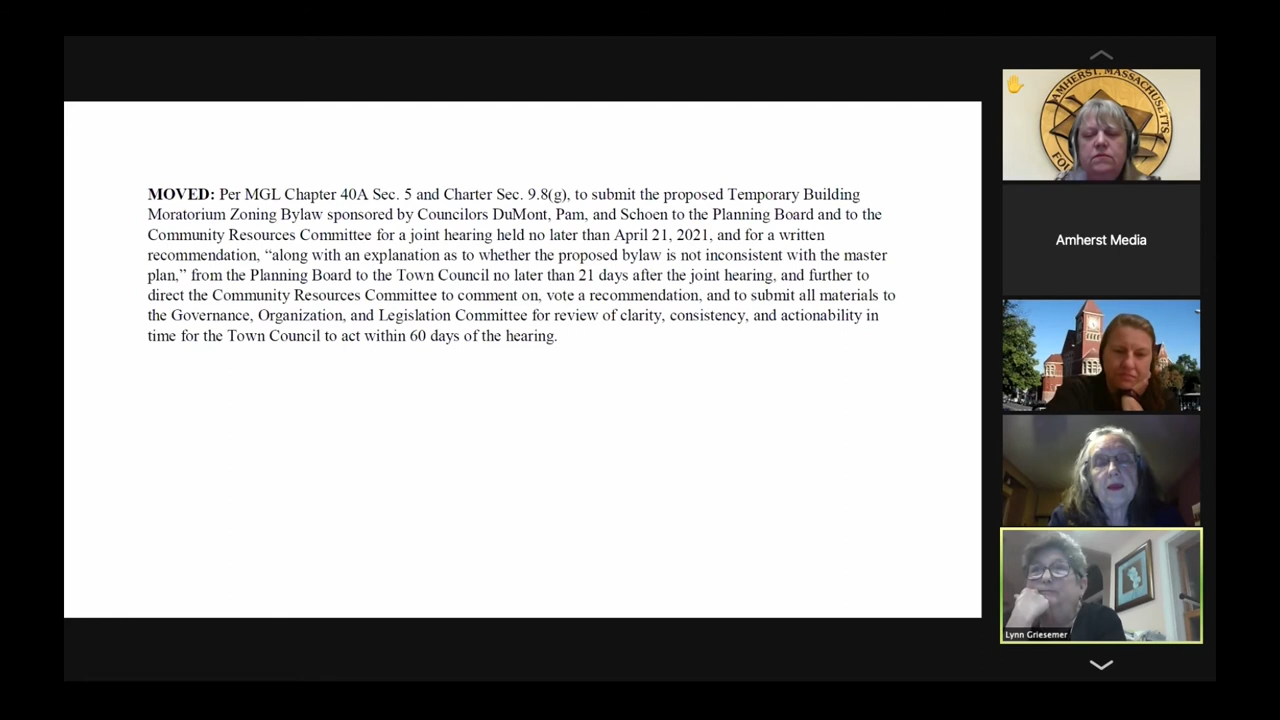 MOVED: Per MGL Chapter 40A Sec. 5 and Charter Sec. 9.8(g), to submit the proposed Temporary Building
Moratorium Zoning Bylaw sponsored by Councilors DuMont, Pam, and Schoen to the Planning Board and to the
Community Resources Committee for a joint hearing held no later than April 21, 2021, and for a written
recommendation, “along with an explanation as to whether the proposed bylaw is not inconsistent with the master
plan,” from the Planning Board to the Town Council no later than 21 days after the joint hearing, and further to
direct the Community Resources Committee to comment on, vote a recommendation, and to submit all materials to
the Governance, Organization, and Legislation Committee for review of clarity, consistency, and actionability in
time for the Town Council to act within 60 days of the hearing.
AMHERST, MASSACHUSETTS
Amherst Media
Lynn Griesemer